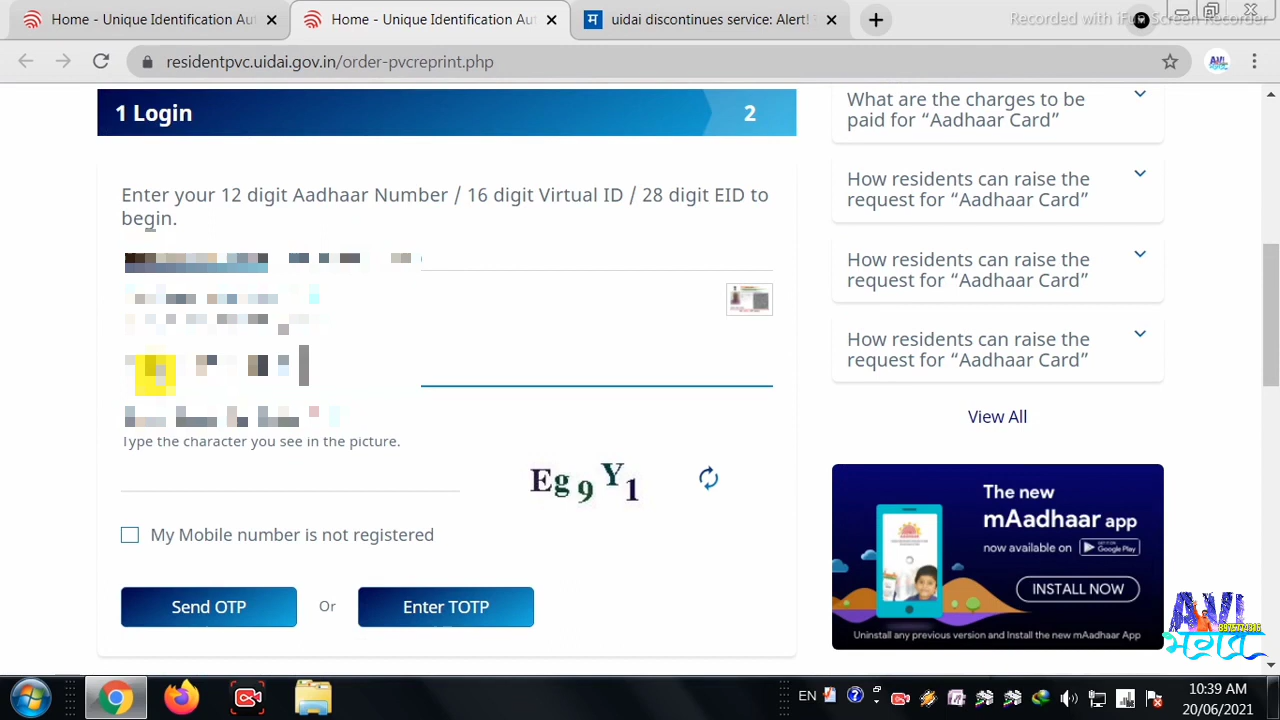 Home - Unique Identification Aut
Home - Unique Identification Aut
uidai discontinues service: Alert!
Recorded with iFun Screen Recorder
residentpvc.uidai.gov.in/order-pvcreprint.php
1 Login
2
Enter your 12 digit Aadhaar Number / 16 digit Virtual ID / 28 digit EID to
begin.
Type the character you see in the picture.
Eg9Y1
My Mobile number is not registered
Send OTP
Or
Enter TOTP
What are the charges to be
paid for “Aadhaar Card”
How residents can raise the
request for “Aadhaar Card”
How residents can raise the
request for “Aadhaar Card”
How residents can raise the
request for “Aadhaar Card”
View All
The new
mAadhaar app
now available on
GET IT ON
Google Play
INSTALL NOW
Uninstall any previous version and Install the new mAadhaar App
AVI
EN
10:39 AM
20/06/2021